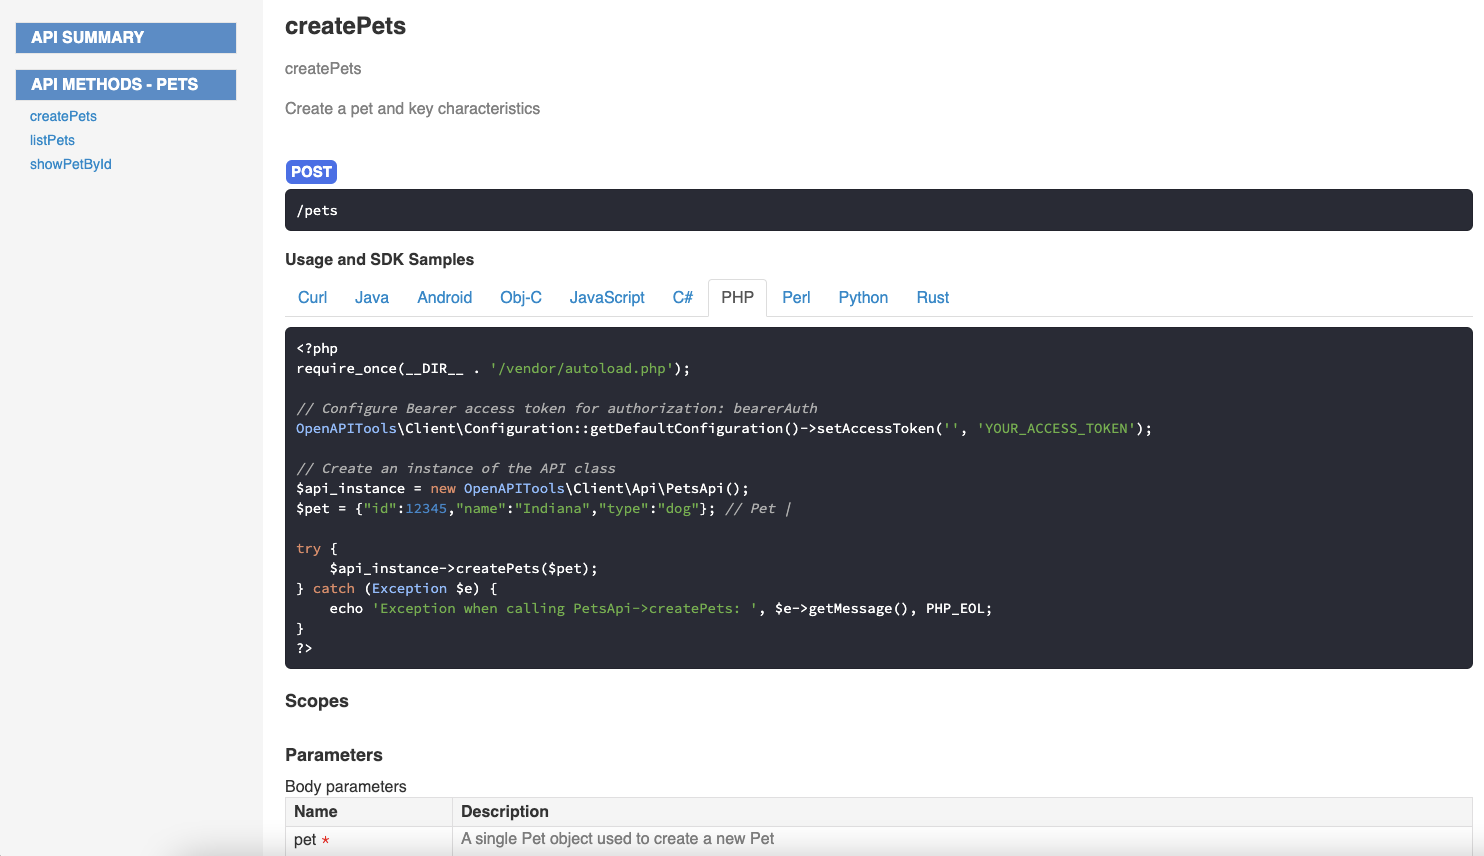 API SUMMARY
API METHODS - PETS
createPets
listPets
showPetById
createPets
createPets
Create a pet and key characteristics
POST
/pets
Usage and SDK Samples
Curl Java Android Obj-C JavaScript C# PHP Perl Python Rust
<?php
require_once(__DIR__ . '/vendor/autoload.php');
// Configure Bearer access token for authorization: bearerAuth
OpenAPITools\Client\Configuration::getDefaultConfiguration()->setAccessToken('', 'YOUR_ACCESS_TOKEN');
// Create an instance of the API class
$api_instance = new OpenAPITools\Client\Api\PetsApi();
$pet = {"id":12345,"name":"Indiana","type":"dog"}; // Pet |
try {
    $api_instance->createPets($pet);
} catch (Exception $e) {
    echo 'Exception when calling PetsApi->createPets: ', $e->getMessage(), PHP_EOL;
}
?>
Scopes
Parameters
Body parameters
Name Description
pet * A single Pet object used to create a new Pet